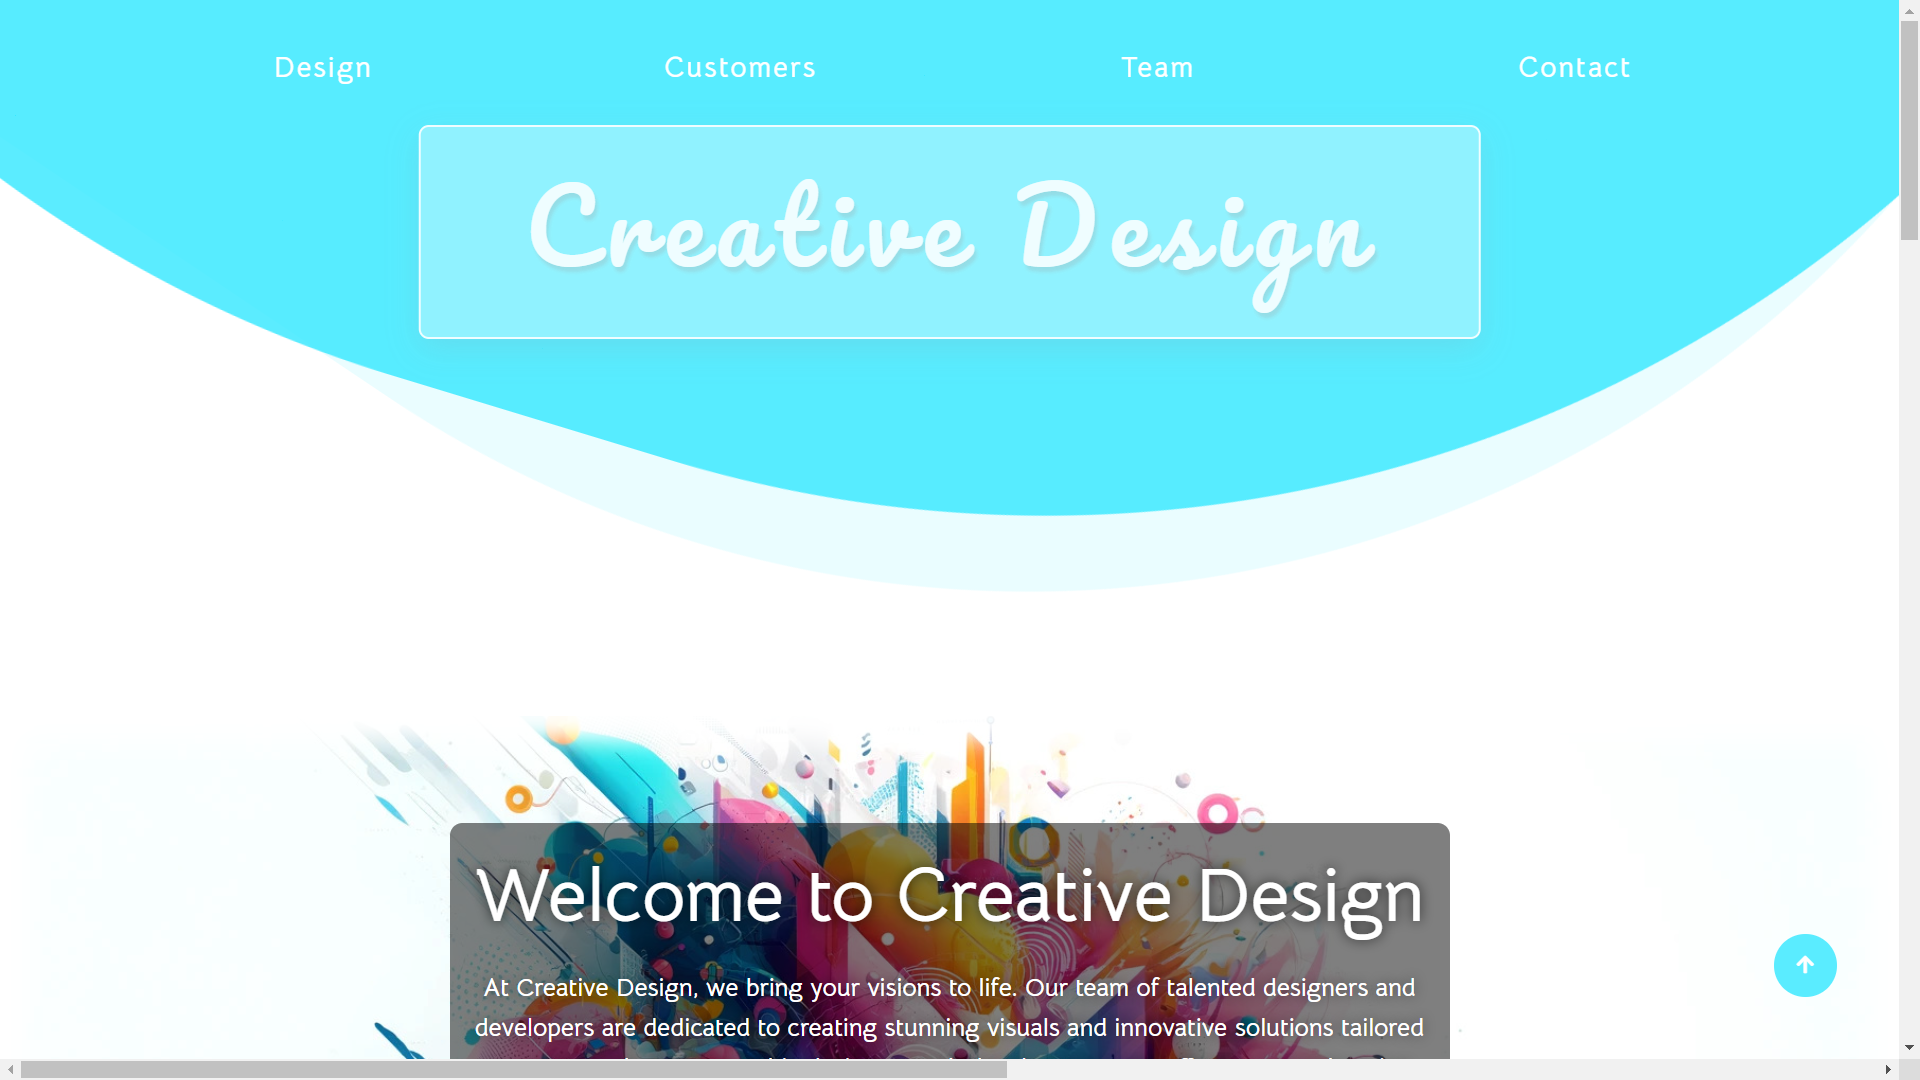 Design Customers Team Contact
Creative Design
Welcome to Creative Design
At Creative Design, we bring your visions to life. Our team of talented designers and
developers are dedicated to creating stunning visuals and innovative solutions tailored